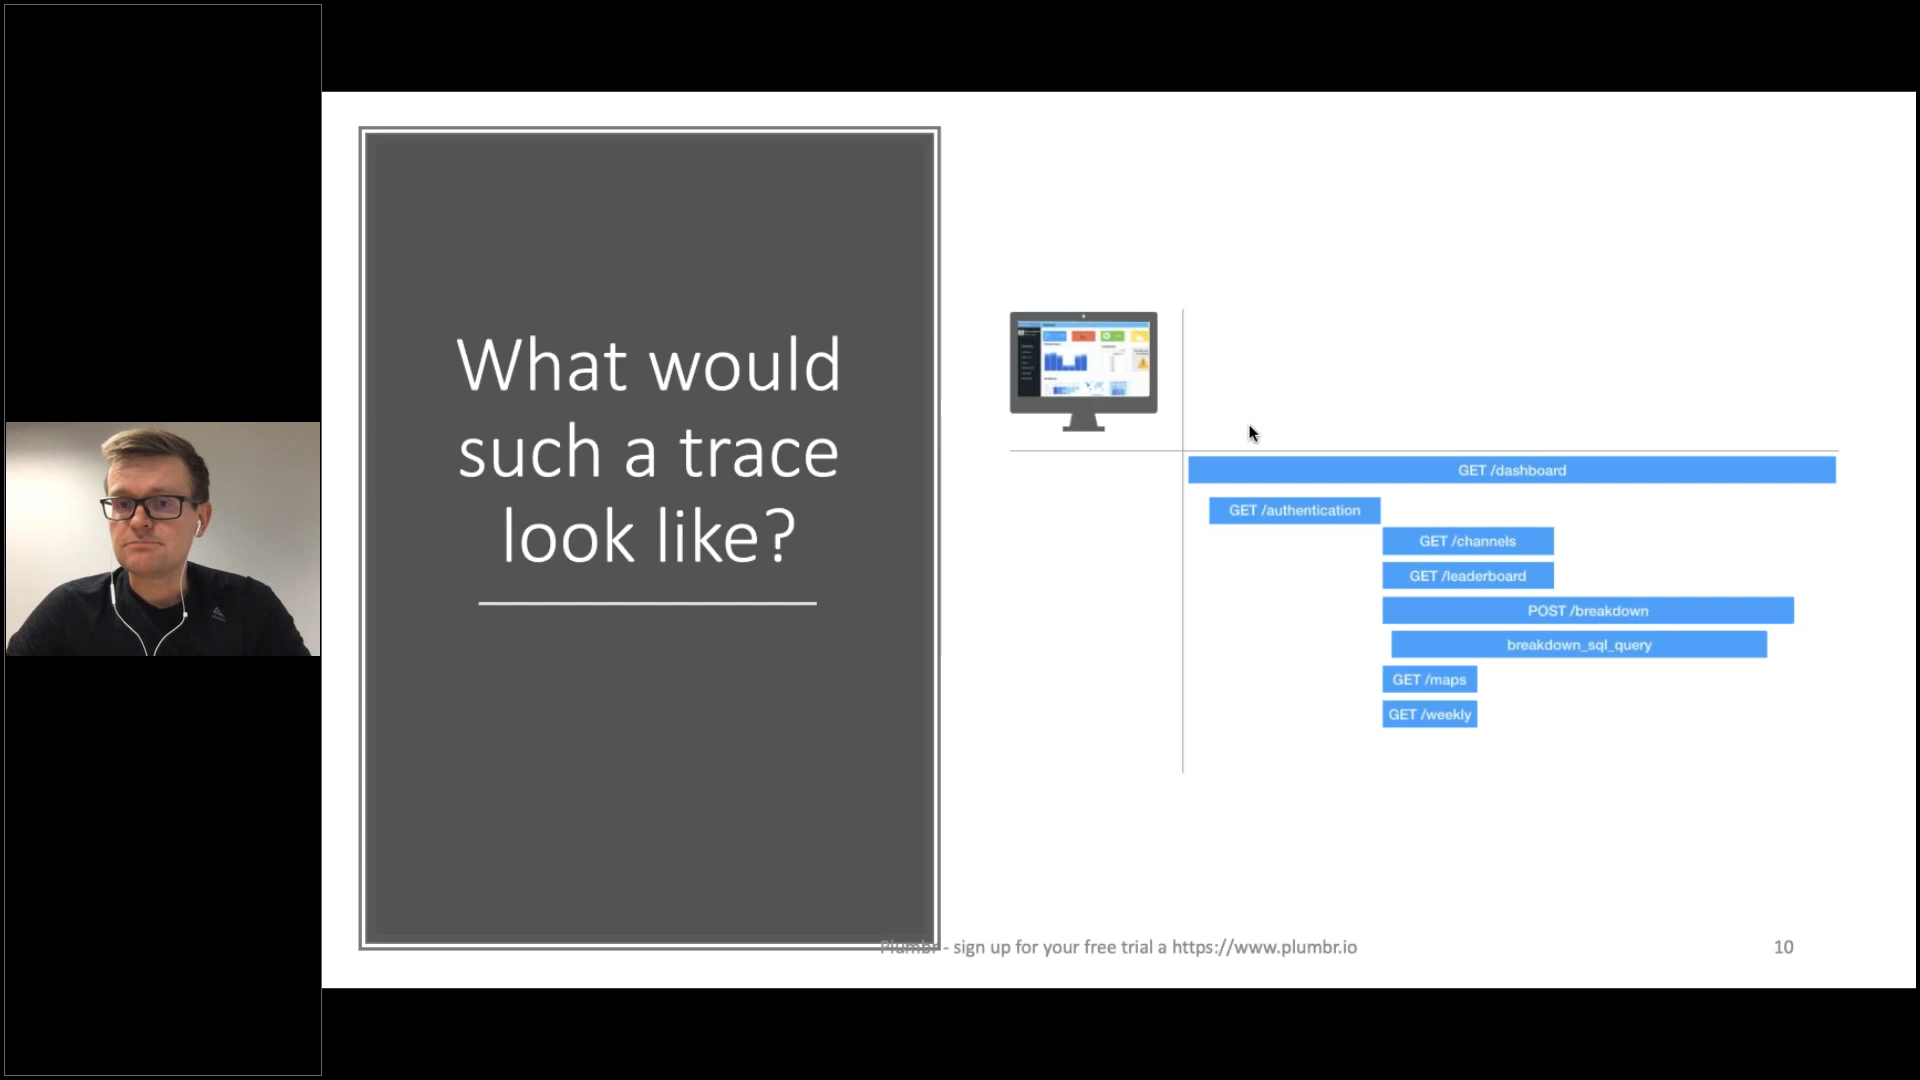 What would
such a trace
look like?
GET /dashboard
GET /authentication
GET /channels
GET /leaderboard
POST /breakdown
breakdown_sql_query
GET /maps
GET /weekly
Plumbr - sign up for your free trial a https://www.plumbr.io
10